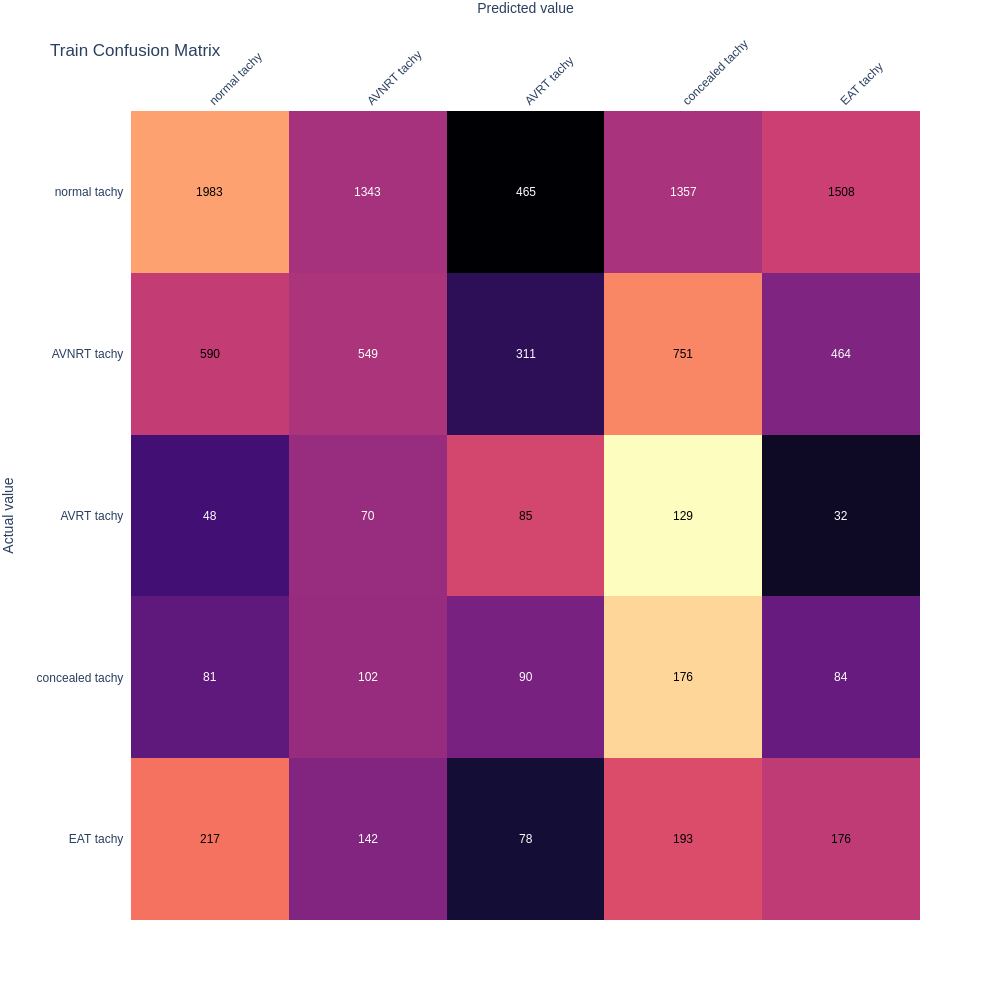 Predicted value
Train Confusion Matrix
normal tachy
AVNRT tachy
AVRT tachy
concealed tachy
EAT tachy
normal tachy 1983 1343 465 1357 1508
AVNRT tachy 590 549 311 751 464
AVRT tachy 48 70 85 129 32
concealed tachy 81 102 90 176 84
EAT tachy 217 142 78 193 176
Actual value